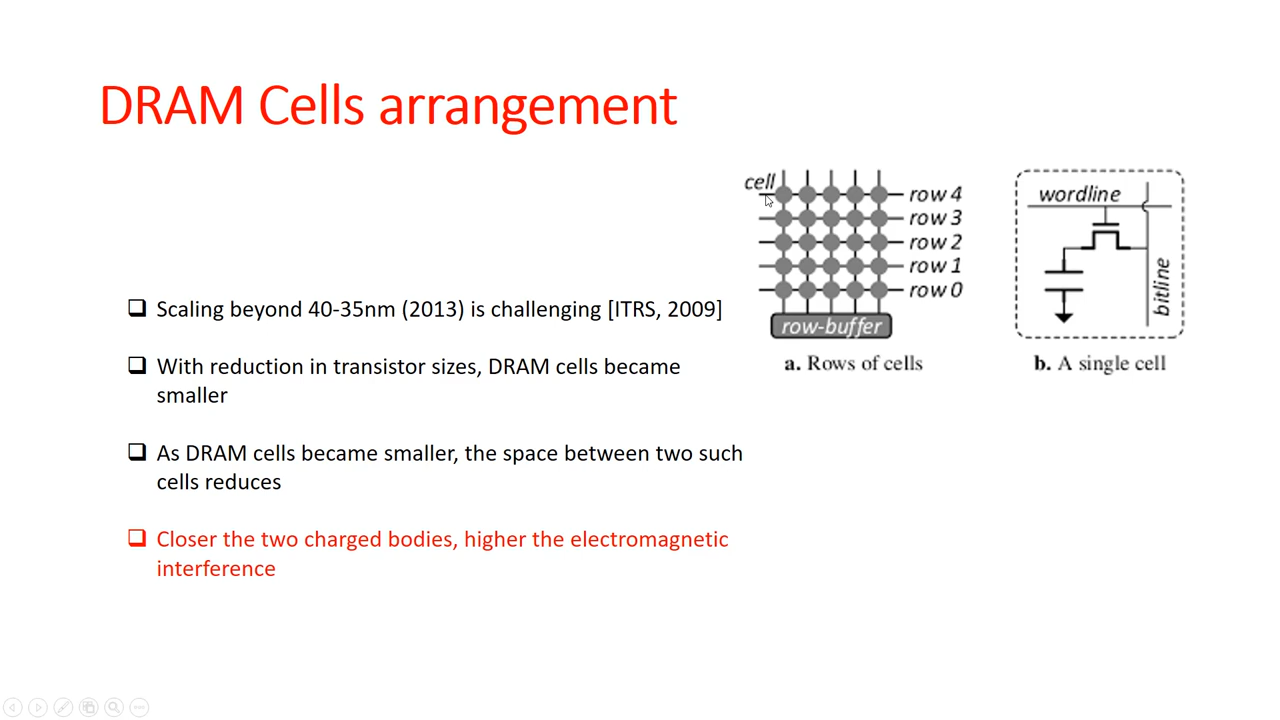 DRAM Cells arrangement
cell
row 4
row 3
row 2
row 1
row 0
row-buffer
a. Rows of cells
wordline
bitline
b. A single cell
❑ Scaling beyond 40-35nm (2013) is challenging [ITRS, 2009]
❑ With reduction in transistor sizes, DRAM cells became
smaller
❑ As DRAM cells became smaller, the space between two such
cells reduces
❑ Closer the two charged bodies, higher the electromagnetic
interference